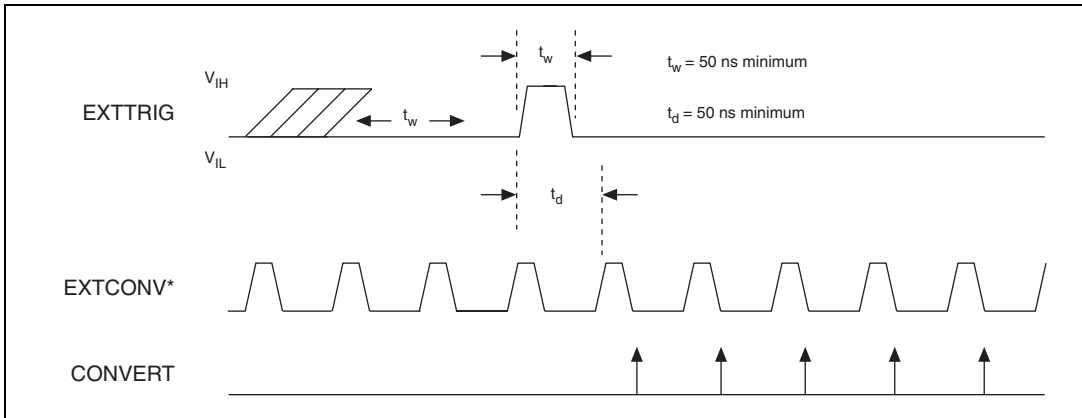 t_w
t_w = 50 ns minimum
V_IH
EXTTRIG
t_w
t_d = 50 ns minimum
V_IL
t_d
EXTCONV*
CONVERT